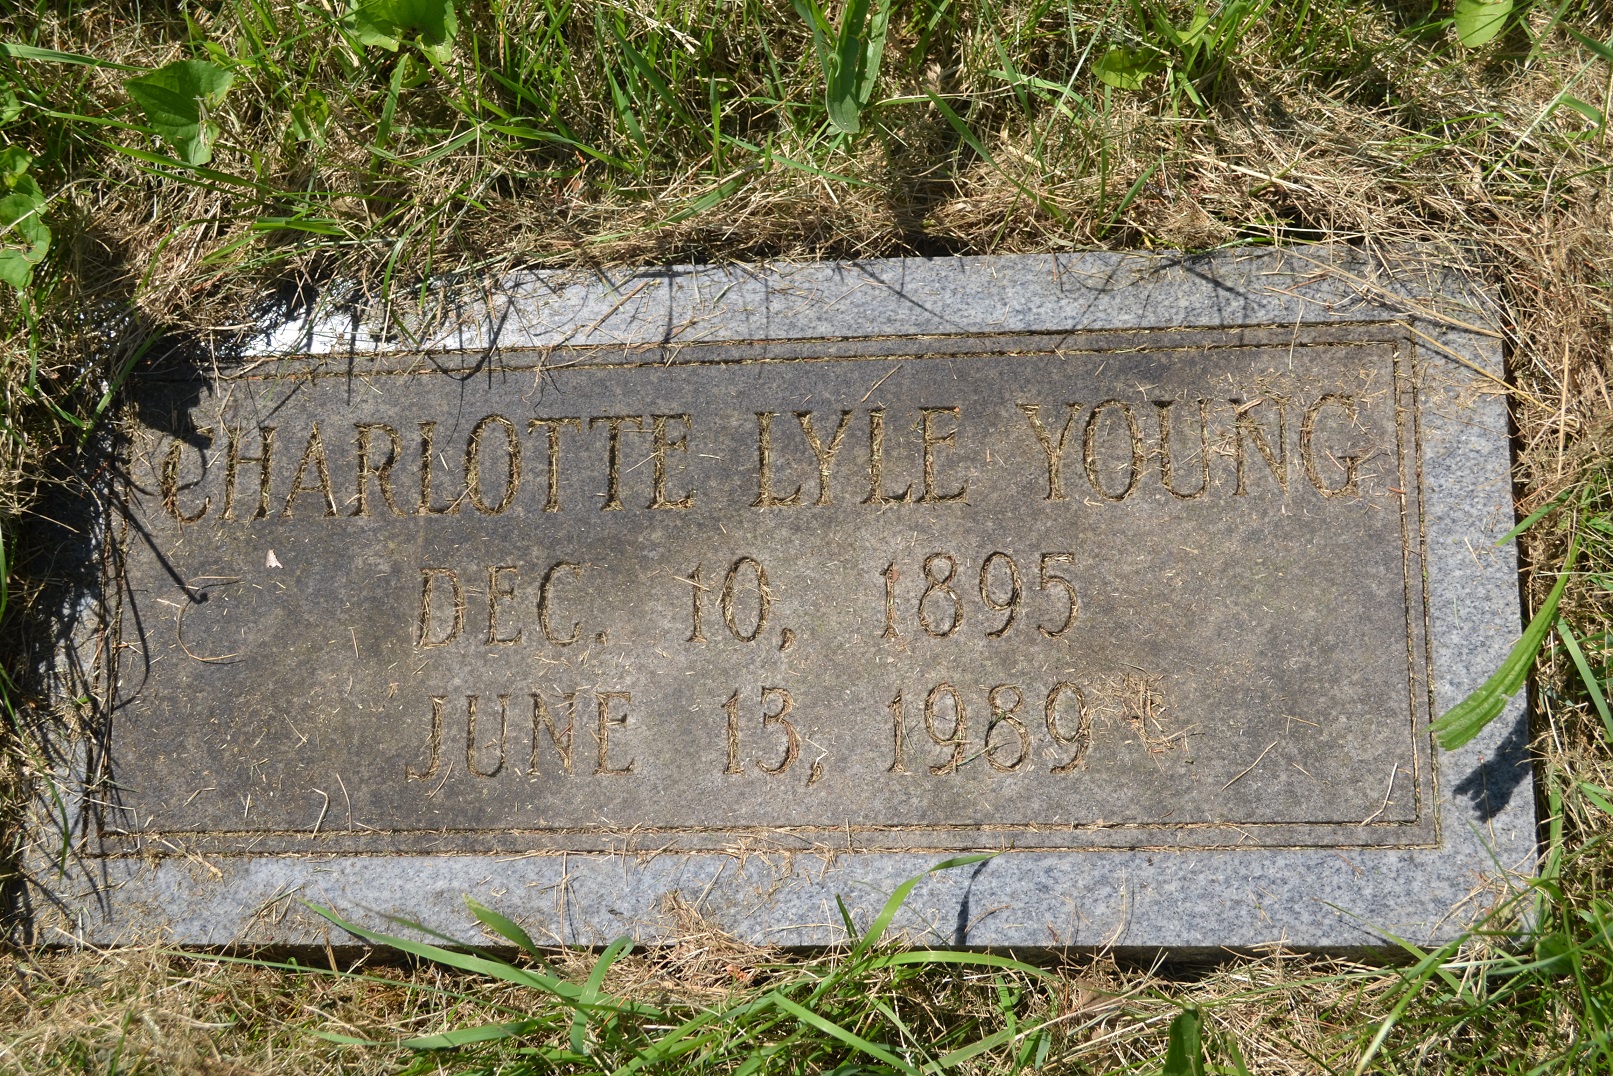 CHARLOTTE LYLE YOUNG
DEC. 10, 1895
JUNE 13, 1989